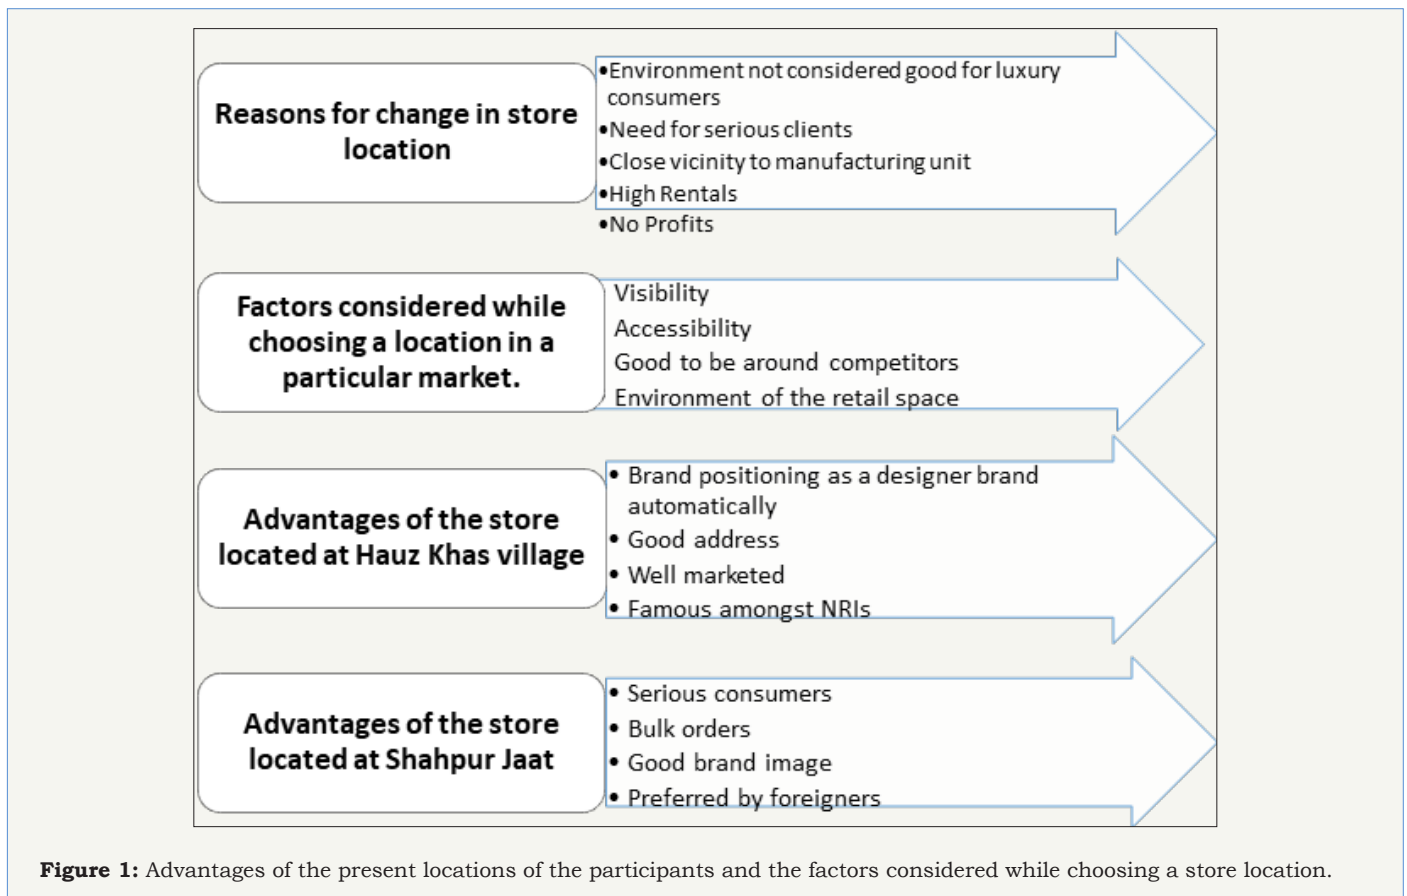 Reasons for change in store
location
•Environment not considered good for luxury
consumers
•Need for serious clients
•Close vicinity to manufacturing unit
•High Rentals
•No Profits
Factors considered while
choosing a location in a
particular market.
Visibility
Accessibility
Good to be around competitors
Environment of the retail space
Advantages of the store
located at Hauz Khas village
• Brand positioning as a designer brand
automatically
• Good address
• Well marketed
• Famous amongst NRIs
Advantages of the store
located at Shahpur Jaat
• Serious consumers
• Bulk orders
• Good brand image
• Preferred by foreigners
Figure 1: Advantages of the present locations of the participants and the factors considered while choosing a store location.